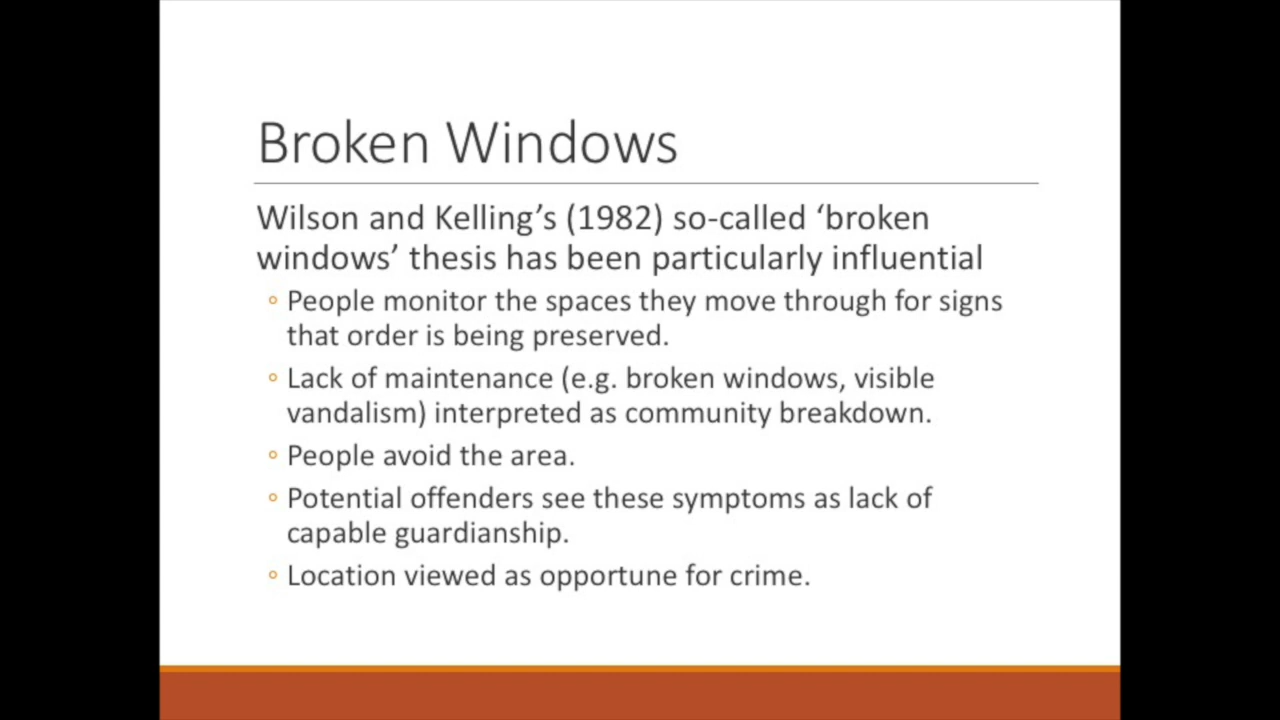 Broken Windows
Wilson and Kelling’s (1982) so-called ‘broken
windows’ thesis has been particularly influential
◦ People monitor the spaces they move through for signs
that order is being preserved.
◦ Lack of maintenance (e.g. broken windows, visible
vandalism) interpreted as community breakdown.
◦ People avoid the area.
◦ Potential offenders see these symptoms as lack of
capable guardianship.
◦ Location viewed as opportune for crime.